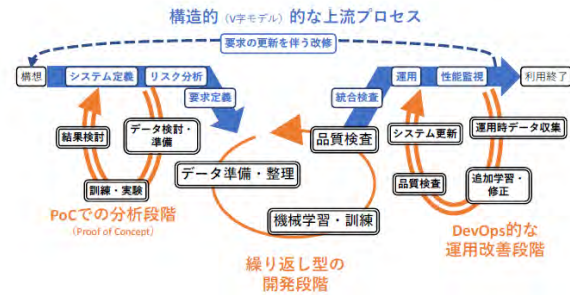 構造的（V字モデル）的な上流プロセス
要求の更新を伴う改修
構想
システム定義
リスク分析
要求定義
統合検査
運用
性能監視
利用終了
結果検討
データ検討・
準備
訓練・実験
PoCでの分析段階
（Proof of Concept）
品質検査
データ準備・整理
機械学習・訓練
繰り返し型の
開発段階
システム更新
運用時データ収集
品質検査
追加学習・
修正
DevOps的な
運用改善段階